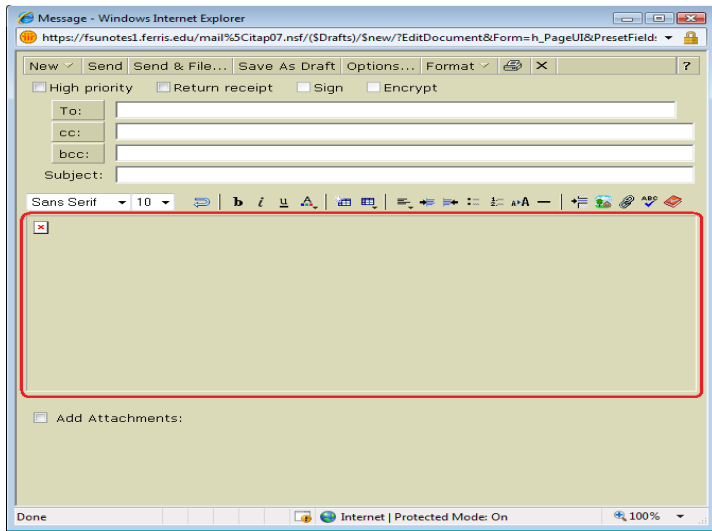 Message - Windows Internet Explorer
https://fsunotes1.ferris.edu/mail%5Citap07.nsf/($Drafts)/$new/?EditDocument&Form=h_PageUI&PresetFields
New Send Send & File... Save As Draft Options... Format ?
High priority Return receipt Sign Encrypt
To:
cc:
bcc:
Subject:
Sans Serif 10 b i u A A›A ABC
Add Attachments:
Done Internet | Protected Mode: On 100%